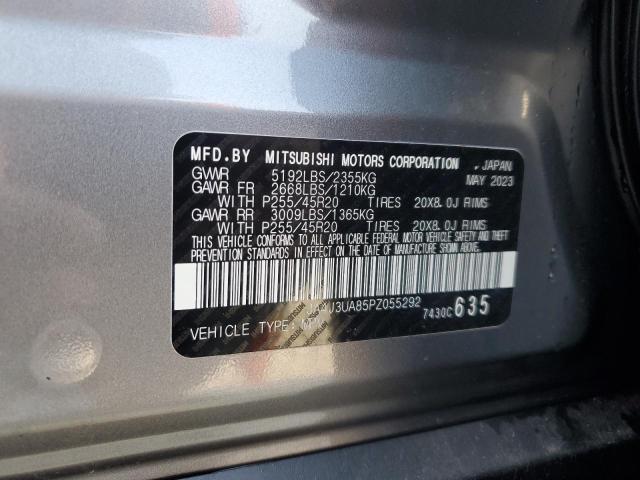 MFD.BY MITSUBISHI MOTORS CORPORATION JAPAN
GVWR 5192LBS/2355KG MAY 2023
GAWR FR 2668LBS/1210KG
WITH P255/45R20 TIRES 20X8.0J RIMS
GAWR RR 3009LBS/1365KG
WITH P255/45R20 TIRES 20X8.0J RIMS
THIS VEHICLE CONFORMS TO ALL APPLICABLE FEDERAL MOTOR VEHICLE SAFETY AND THEFT
PREVENTION STANDARDS IN EFFECT ON THE DATE OF MANUFACTURE SHOWN ABOVE.
J3UA85PZ055292
VEHICLE TYPE: MPV 7430C 635